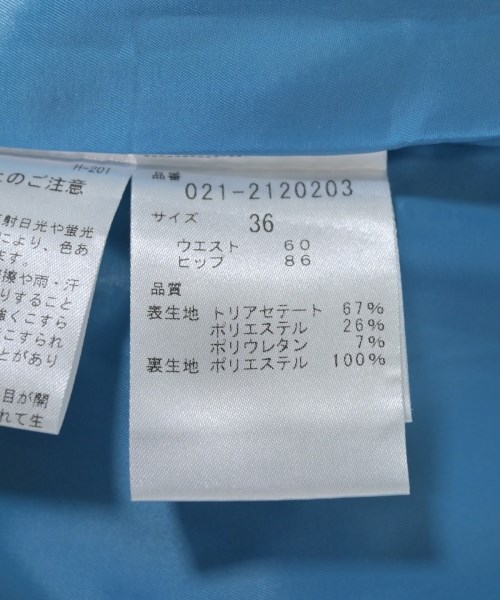 H-201
のご注意
射日光や蛍光
により、色あ
ます。
擦や雨・汗
りすること
強くこすら
こすられ
とがあり
目が開
れて生
品番
021-2120203
サイズ 36
ウエスト 60
ヒップ 86
品質
表生地 トリアセテート 67%
ポリエステル 26%
ポリウレタン 7%
裏生地 ポリエステル 100%